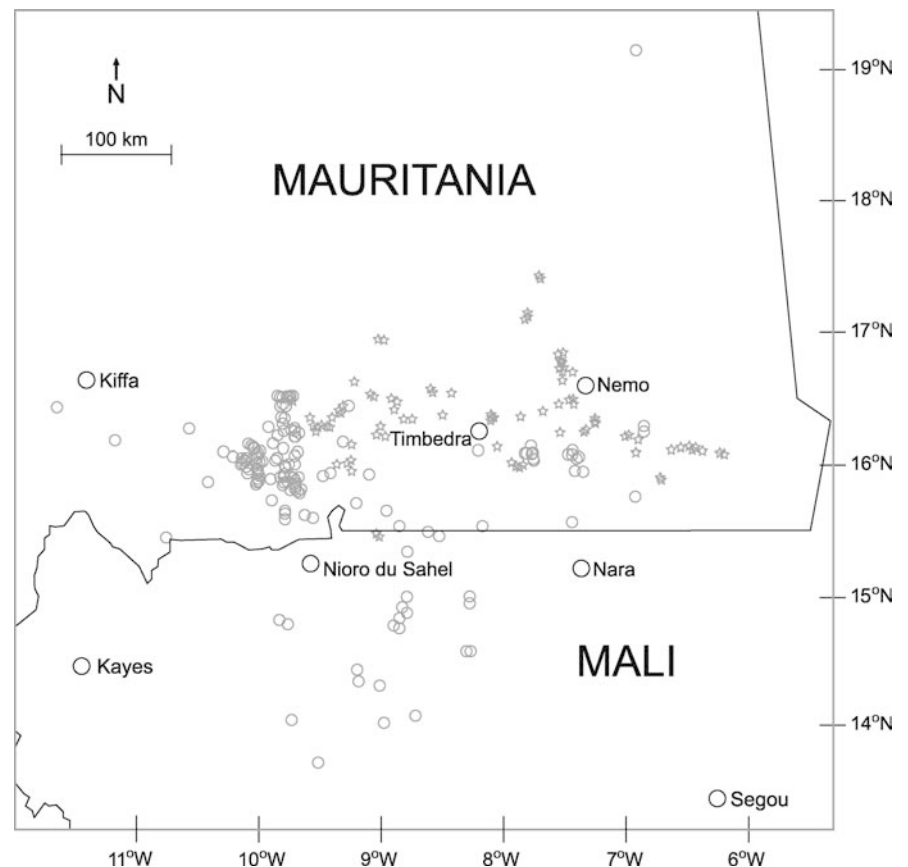 19°N
N
100 km
MAURITANIA
18°N
17°N
Kiffa
Nemo
Timbedra
16°N
Nioro du Sahel
Nara
15°N
MALI
Kayes
14°N
Segou
11°W 10°W 9°W 8°W 7°W 6°W